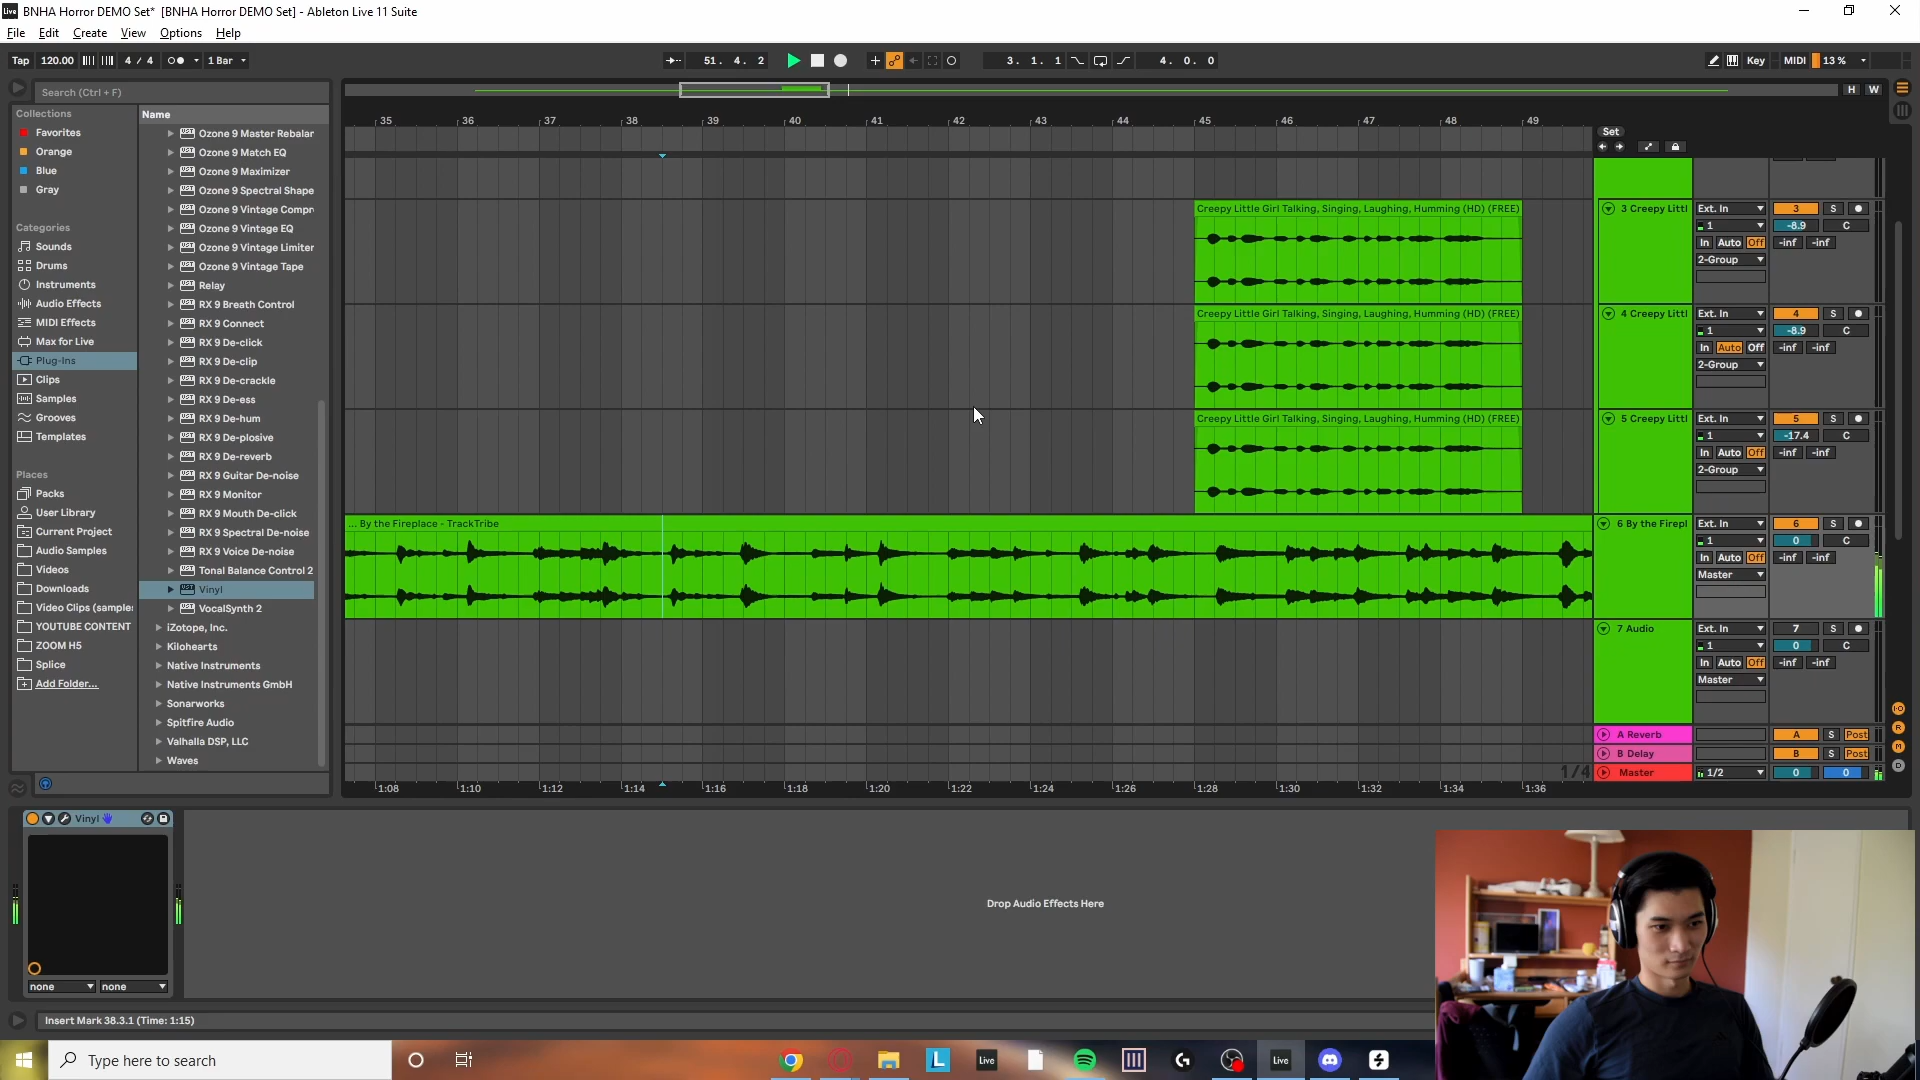 BNHA Horror DEMO Set* [BNHA Horror DEMO Set] - Ableton Live 11 Suite
File Edit Create View Options Help
Tap 120.00 4 / 4 1 Bar 51. 4. 2 3. 1. 1 4. 0. 0 Key MIDI 13 %
Search (Ctrl + F)
H W
Collections
Favorites
Orange
Blue
Gray
Categories
Sounds
Drums
Instruments
Audio Effects
MIDI Effects
Max for Live
Plug-Ins
Clips
Samples
Grooves
Templates
Places
Packs
User Library
Current Project
Audio Samples
Videos
Downloads
Video Clips (sample:
YOUTUBE CONTENT
ZOOM H5
Splice
Add Folder...
Name
Ozone 9 Master Rebalar
Ozone 9 Match EQ
Ozone 9 Maximizer
Ozone 9 Spectral Shape
Ozone 9 Vintage Compr
Ozone 9 Vintage EQ
Ozone 9 Vintage Limiter
Ozone 9 Vintage Tape
Relay
RX 9 Breath Control
RX 9 Connect
RX 9 De-click
RX 9 De-clip
RX 9 De-crackle
RX 9 De-ess
RX 9 De-hum
RX 9 De-plosive
RX 9 De-reverb
RX 9 Guitar De-noise
RX 9 Monitor
RX 9 Mouth De-click
RX 9 Spectral De-noise
RX 9 Voice De-noise
Tonal Balance Control 2
Vinyl
VocalSynth 2
iZotope, Inc.
Kilohearts
Native Instruments
Native Instruments GmbH
Sonarworks
Spitfire Audio
Valhalla DSP, LLC
Waves
35 36 37 38 39 40 41 42 43 44 45 46 47 48 49
Set
Creepy Little Girl Talking, Singing, Laughing, Humming (HD) (FREE)
3 Creepy Littl Ext. In 3 S
1 -8.9 C
In Auto Off -inf -inf
2-Group
Creepy Little Girl Talking, Singing, Laughing, Humming (HD) (FREE)
4 Creepy Littl Ext. In 4 S
1 -8.9 C
In Auto Off -inf -inf
2-Group
Creepy Little Girl Talking, Singing, Laughing, Humming (HD) (FREE)
5 Creepy Littl Ext. In 5 S
1 -17.4 C
In Auto Off -inf -inf
2-Group
... By the Fireplace - TrackTribe
6 By the Firepl Ext. In 6 S
1 0 C
In Auto Off -inf -inf
Master
7 Audio Ext. In 7 S
1 0 C
In Auto Off -inf -inf
Master
A Reverb A S Post
B Delay B S Post
1/4 Master 1/2 0 0
1:08 1:10 1:12 1:14 1:16 1:18 1:20 1:22 1:24 1:26 1:28 1:30 1:32 1:34 1:36
Vinyl
none none
Drop Audio Effects Here
Insert Mark 38.3.1 (Time: 1:15)
Type here to search
L Live Live